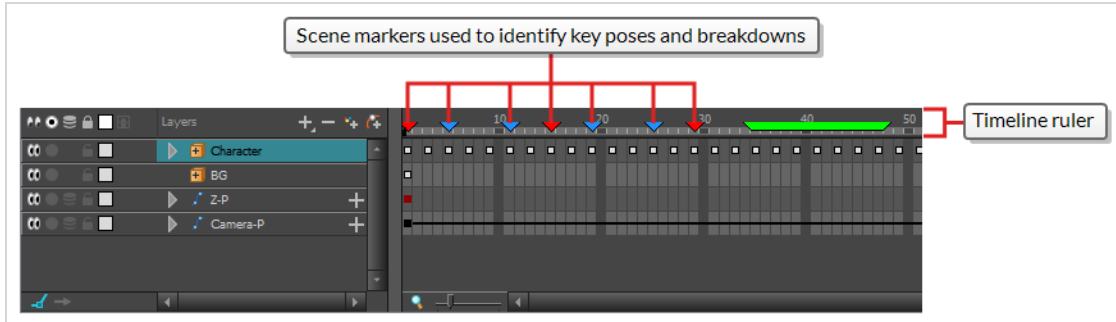 Scene markers used to identify key poses and breakdowns
Layers
10 20 30 40 50
Timeline ruler
Character
BG
Z-P
Camera-P